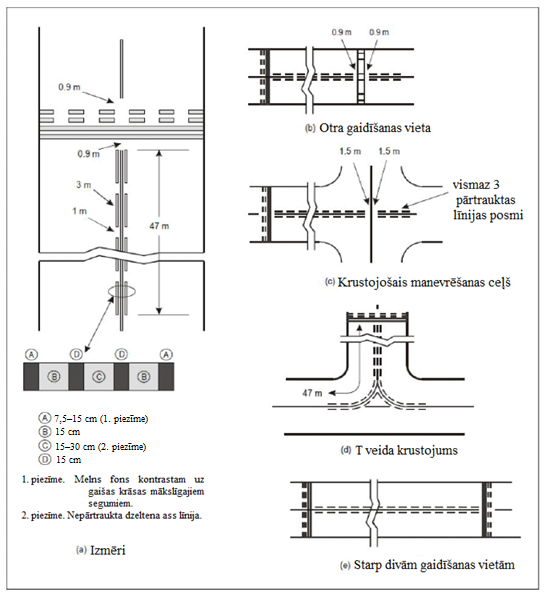 0.9 m
0.9 m
3 m
1 m
47 m
A D D A
B C B
A 7,5–15 cm (1. piezīme)
B 15 cm
C 15–30 cm (2. piezīme)
D 15 cm
1. piezīme. Melns fons kontrastam uz
gaišas krāsas mākslīgajiem
segumiem.
2. piezīme. Nepārtraukta dzeltena ass līnija.
(a) Izmēri
0.9 m 0.9 m
(b) Otra gaidīšanas vieta
1.5 m 1.5 m
vismaz 3
pārtrauktas
līnijas posmi
(c) Krustojošais manevrēšanas ceļš
47 m
(d) T veida krustojums
(e) Starp divām gaidīšanas vietām